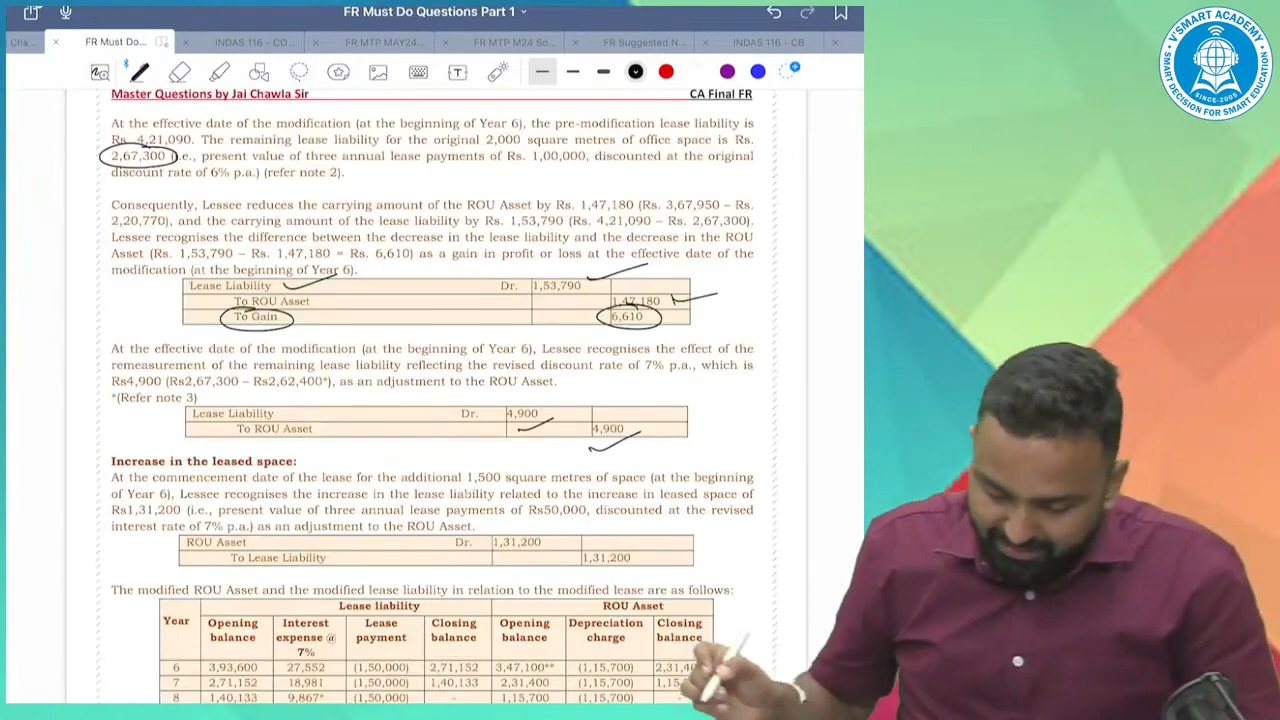 FR Must Do Questions Part 1
Cha...
FR Must Do...
INDAS 116 - CO...
FR MTP MAY24...
FR MTP M24 So...
FR Suggested N...
INDAS 116 - CB
Master Questions by Jai Chawla Sir CA Final FR
At the effective date of the modification (at the beginning of Year 6), the pre-modification lease liability is
Rs. 4,21,090. The remaining lease liability for the original 2,000 square metres of office space is Rs.
2,67,300 (i.e., present value of three annual lease payments of Rs. 1,00,000, discounted at the original
discount rate of 6% p.a.) (refer note 2).
Consequently, Lessee reduces the carrying amount of the ROU Asset by Rs. 1,47,180 (Rs. 3,67,950 – Rs.
2,20,770), and the carrying amount of the lease liability by Rs. 1,53,790 (Rs. 4,21,090 – Rs. 2,67,300).
Lessee recognises the difference between the decrease in the lease liability and the decrease in the ROU
Asset (Rs. 1,53,790 – Rs. 1,47,180 = Rs. 6,610) as a gain in profit or loss at the effective date of the
modification (at the beginning of Year 6).
Lease Liability Dr. 1,53,790
To ROU Asset 1,47,180
To Gain 6,610
At the effective date of the modification (at the beginning of Year 6), Lessee recognises the effect of the
remeasurement of the remaining lease liability reflecting the revised discount rate of 7% p.a., which is
Rs4,900 (Rs2,67,300 – Rs2,62,400*), as an adjustment to the ROU Asset.
*(Refer note 3)
Lease Liability Dr. 4,900
To ROU Asset 4,900
Increase in the leased space:
At the commencement date of the lease for the additional 1,500 square metres of space (at the beginning
of Year 6), Lessee recognises the increase in the lease liability related to the increase in leased space of
Rs1,31,200 (i.e., present value of three annual lease payments of Rs50,000, discounted at the revised
interest rate of 7% p.a.) as an adjustment to the ROU Asset.
ROU Asset Dr. 1,31,200
To Lease Liability 1,31,200
The modified ROU Asset and the modified lease liability in relation to the modified lease are as follows:
Lease liability ROU Asset
Year Opening balance Interest expense @ 7% Lease payment Closing balance Opening balance Depreciation charge Closing balance
6 3,93,600 27,552 (1,50,000) 2,71,152 3,47,100** (1,15,700) 2,31,40
7 2,71,152 18,981 (1,50,000) 1,40,133 2,31,400 (1,15,700) 1,15,
8 1,40,133 9,867* (1,50,000) - 1,15,700 (1,15,700)
V'SMART ACADEMY
SINCE-2005
SMART DECISION FOR SMART EDUCATION